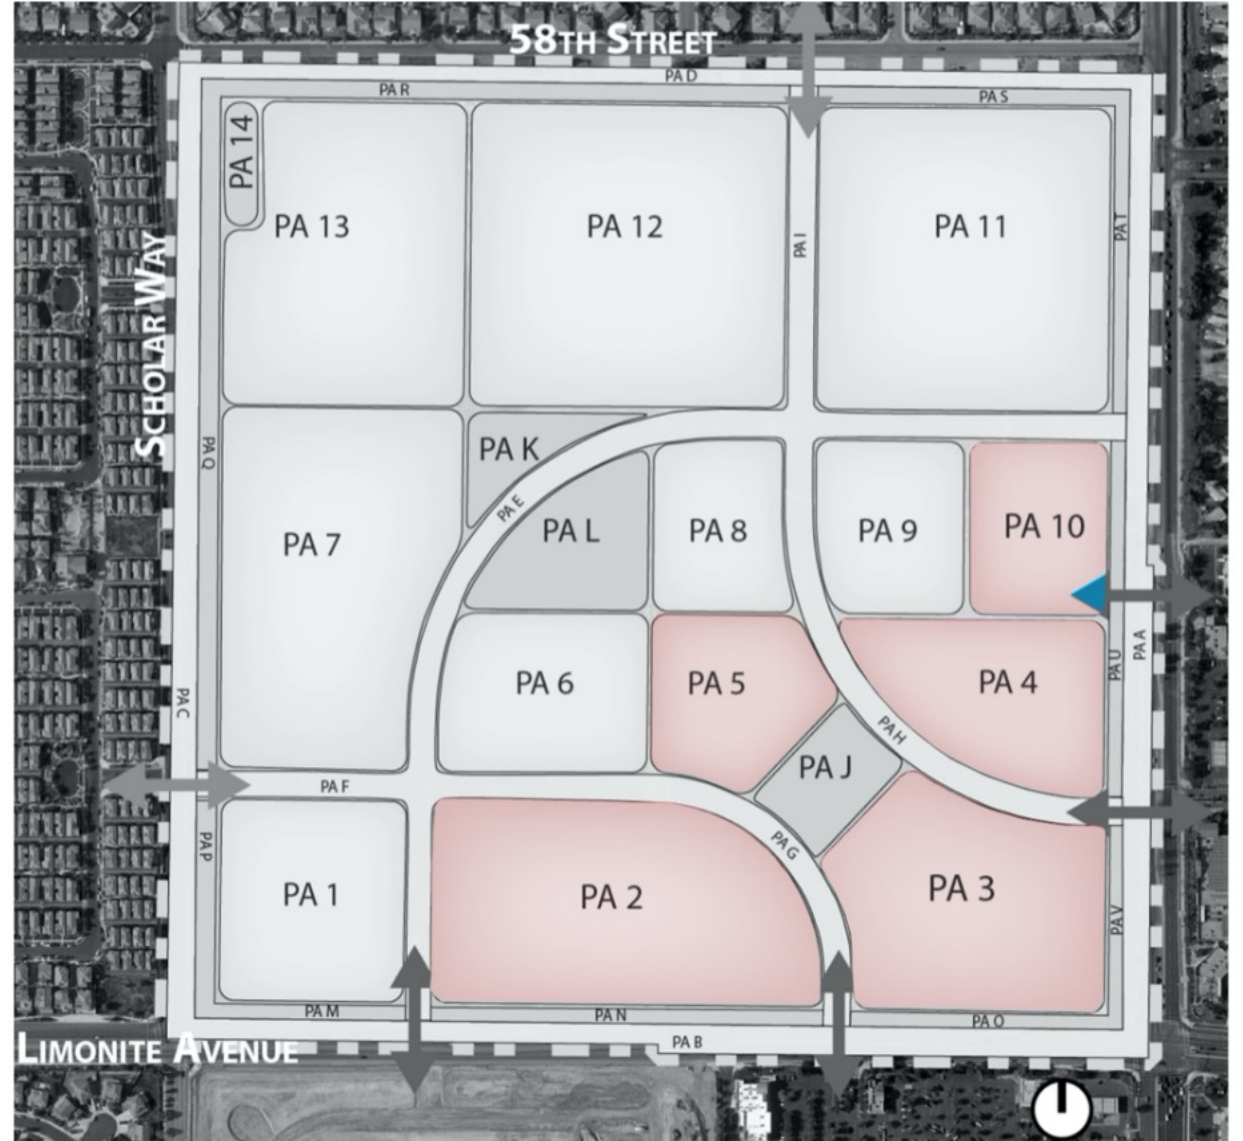 58TH STREET
PA D
PA R
PA S
PA 14
PA 13
PA 12
PA I
PA 11
PA T
SCHOLAR WAY
PA Q
PA K
PA E
PA L
PA 8
PA 9
PA 10
PA 7
PA 6
PA 5
PA 4
PA U
PA A
PA C
PA H
PA J
PA F
PA P
PA G
PA 1
PA 2
PA 3
PA V
PA M
PA N
PA O
PA B
LIMONITE AVENUE